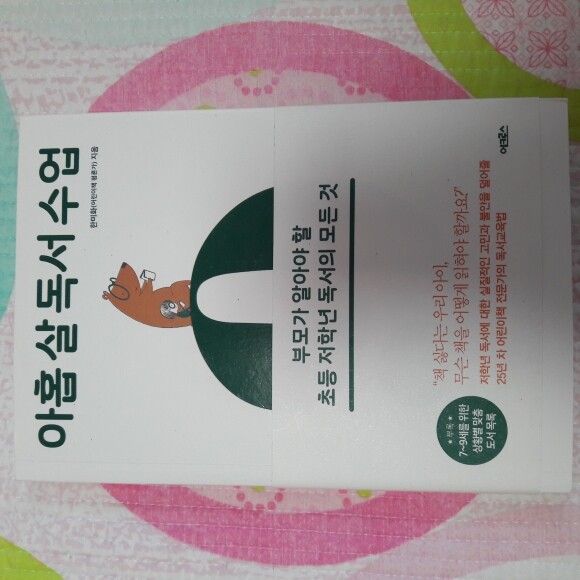 아홉 살 독서 수업
한미화(어린이책 평론가) 지음
부모가 알아야 할
초등 저학년 독서의 모든 것
"책 싫다는 우리 아이,
무슨 책을 어떻게 읽혀야 할까요?"
저학년 독서에 대한 실질적인 고민과 불안을 덜어줄
25년 차 어린이책 전문가의 독서교육법
★ 부록 ★
7~9세를 위한
상황별 맞춤
도서 목록
어크로스